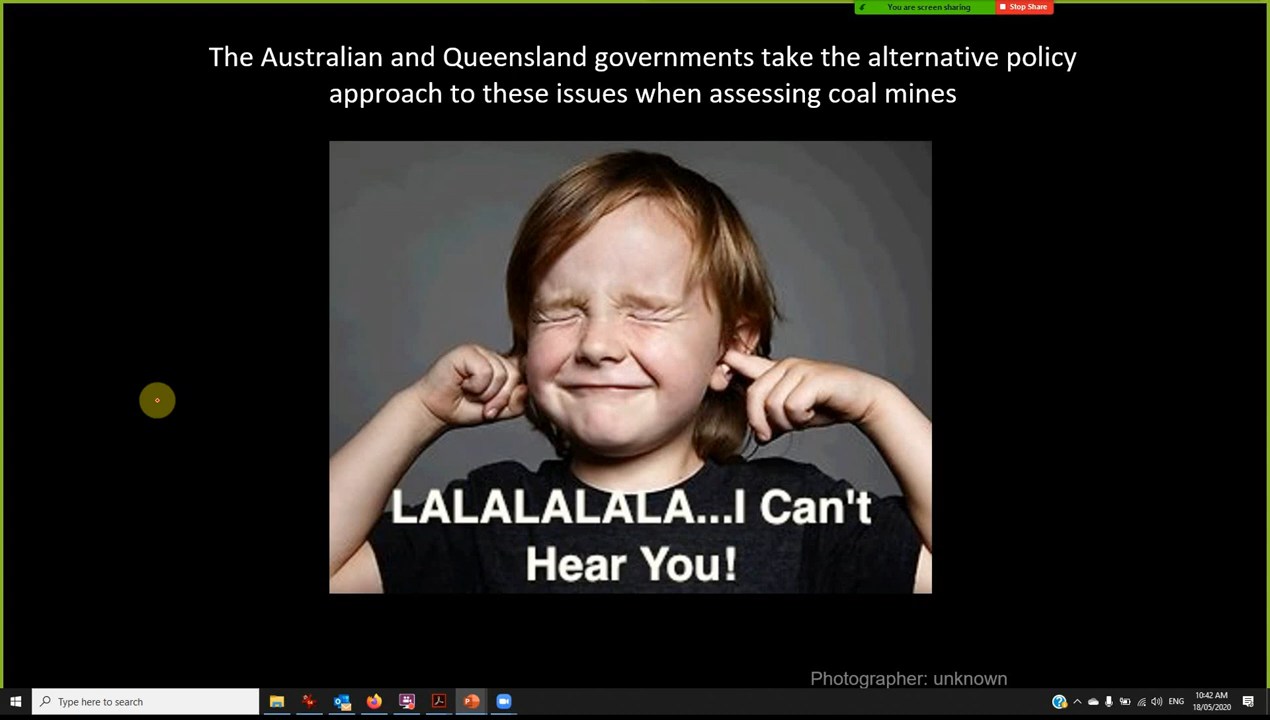 You are screen sharing
Stop Share
The Australian and Queensland governments take the alternative policy
approach to these issues when assessing coal mines
LALALALALA...I Can't
Hear You!
Photographer: unknown
Type here to search
ENG
10:42 AM
18/05/2020